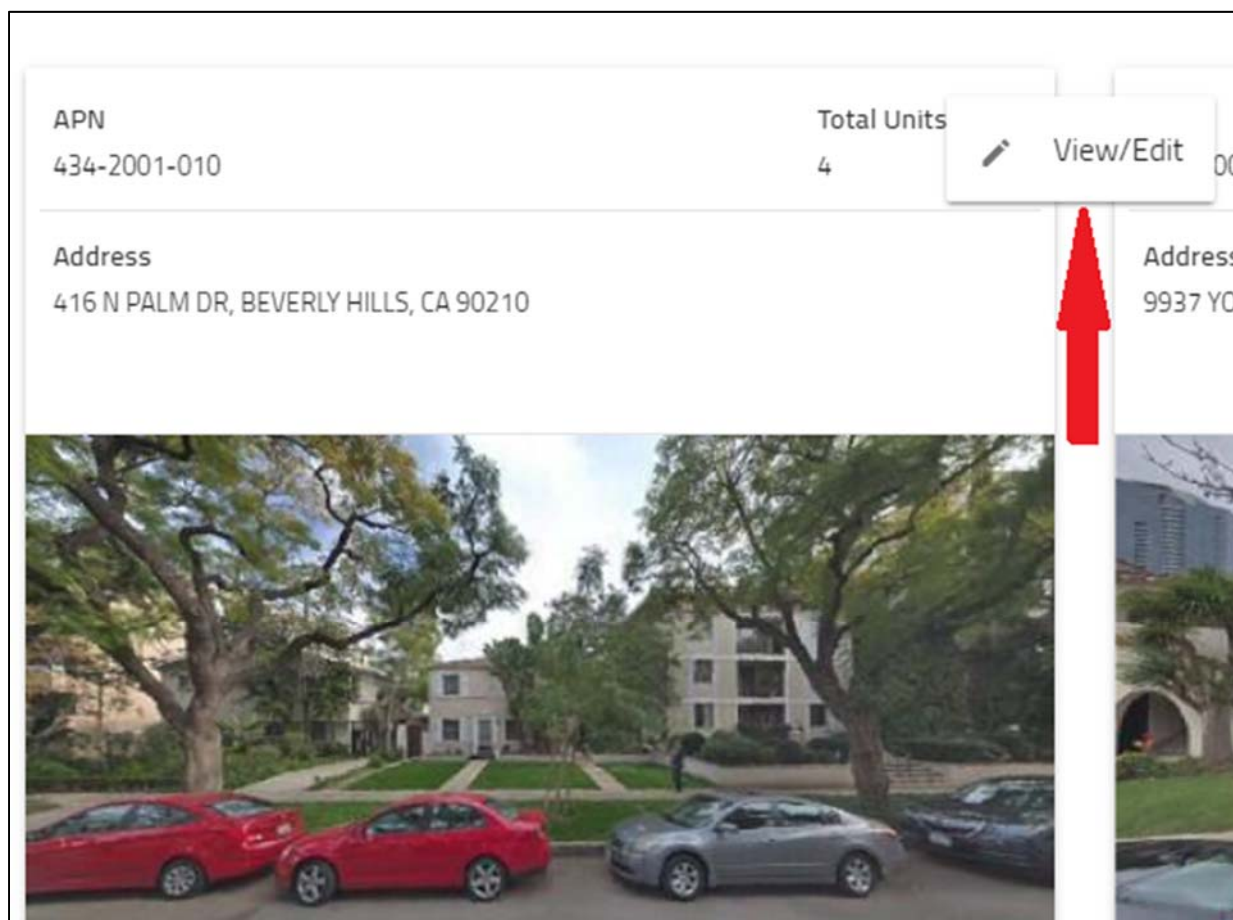 APN
Total Units
434-2001-010
4
View/Edit
Address
416 N PALM DR, BEVERLY HILLS, CA 90210
Address
9937